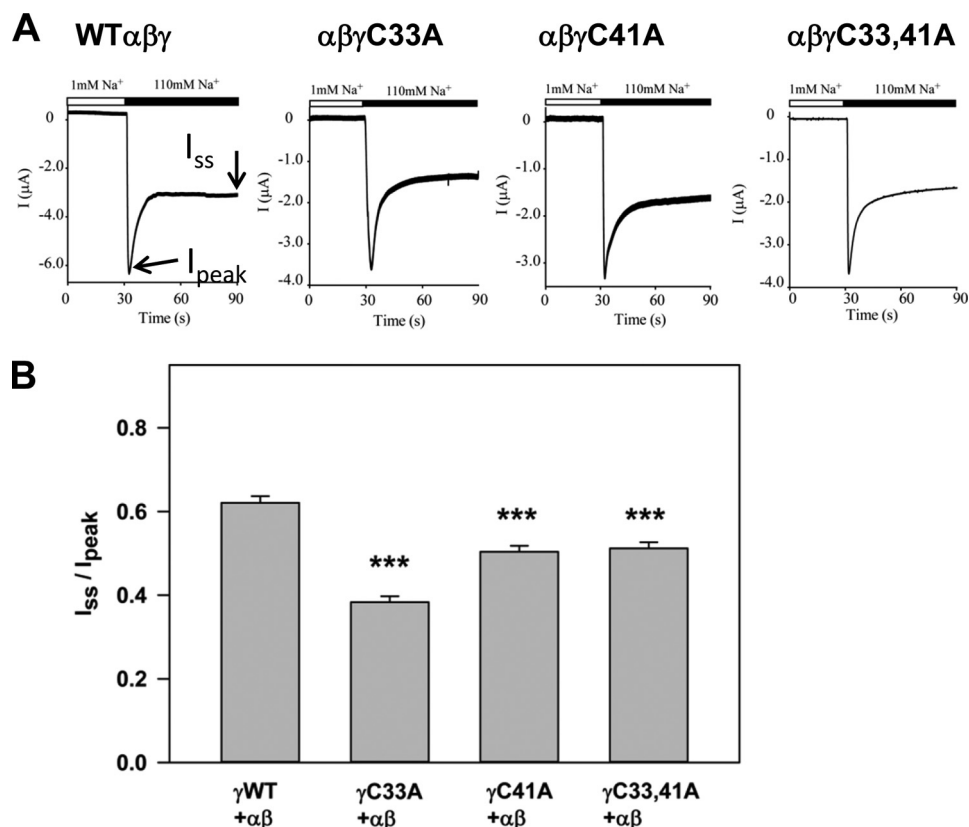 A
WTαβγ
αβγC33A
αβγC41A
αβγC33,41A
1mM Na⁺ 110mM Na⁺
0
-2.0
-4.0
-6.0
I (µA)
Iss
Ipeak
0 30 60 90
Time (s)
1mM Na⁺ 110mM Na⁺
0
-1.0
-2.0
-3.0
-4.0
I (µA)
0 30 60 90
Time (s)
1mM Na⁺ 110mM Na⁺
0
-1.0
-2.0
-3.0
I (µA)
0 30 60 90
Time (s)
1mM Na⁺ 110mM Na⁺
0
-1.0
-2.0
-3.0
-4.0
I (µA)
0 30 60 90
Time (s)
B
Iss / Ipeak
0.8
0.6
0.4
0.2
0.0
***
***
***
γWT
+αβ
γC33A
+αβ
γC41A
+αβ
γC33,41A
+αβ